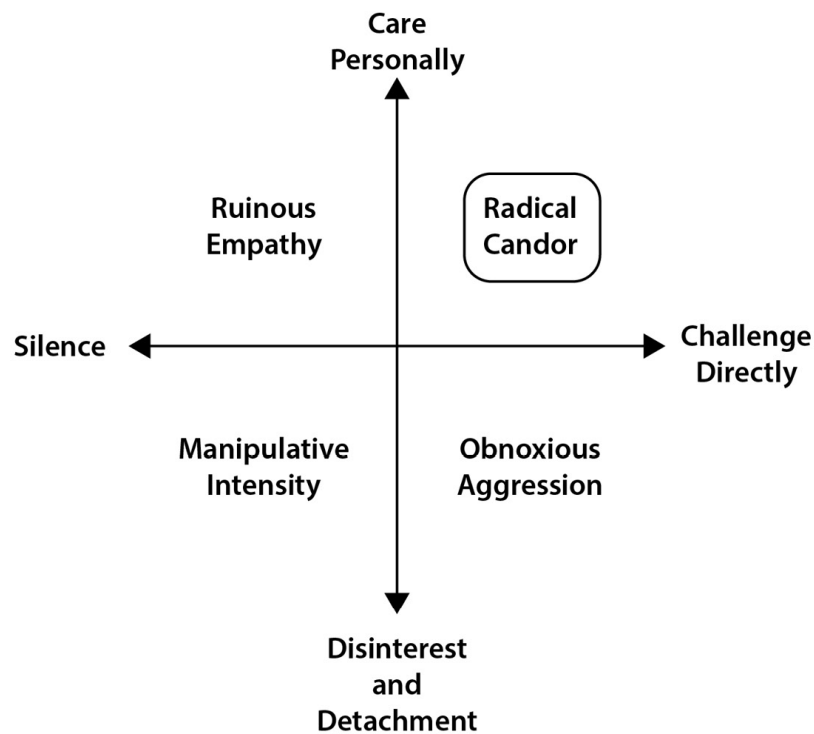 Care
Personally
Ruinous
Empathy
Radical
Candor
Silence
Challenge
Directly
Manipulative
Intensity
Obnoxious
Aggression
Disinterest
and
Detachment